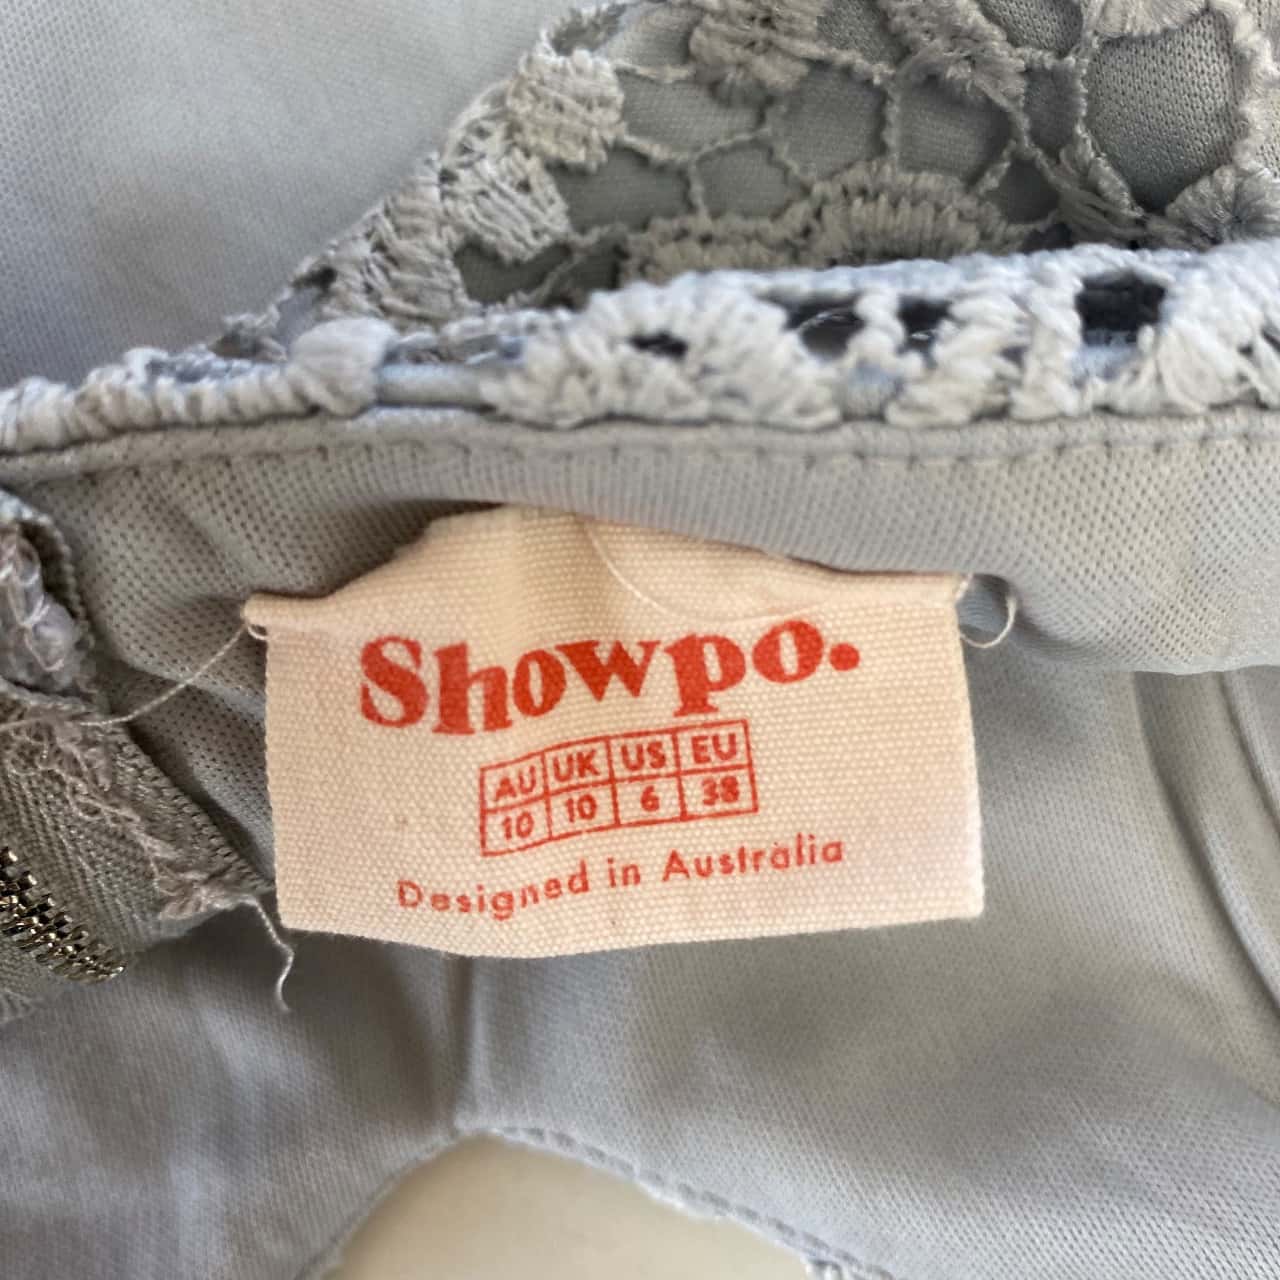 Showpo.
AU UK US EU
10 10 6 38
Designed in Australia